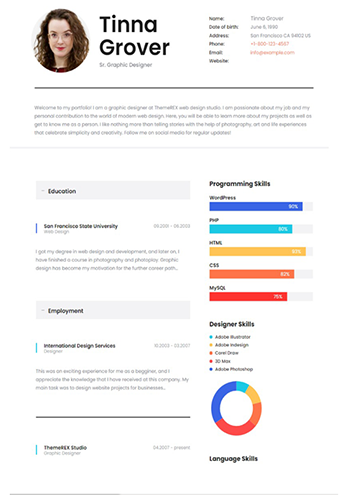 Tinna
Grover
Sr. Graphic Designer
Name: Tinna Grover
Date of birth: June 6, 1990
Address: San Francisco CA 94102 US
Phone: +1-800-123-4567
Email: info@example.com
Website:
Welcome to my portfolio! I am a graphic designer at ThemeREX web design studio. I am passionate about my job and my
personal contribution to the world of modern web design. Here, you will be able to learn more about my projects as well as
get to know me as a person. I like nothing more than telling stories with the help of photography, art and life experiences
that celebrate simplicity and creativity. Follow me on social media for regular updates!
Education
San Francisco State University
Web Design
I got my degree in web design and development, and later on, I
have finished a course in photography and photoplay. Graphic
design has become my motivation for the further career path...
Employment
International Design Services 10.2003 - 03.2007
Designer
This was an exciting experience for me as a beginner, and I
appreciate the knowledge that I have received at this company. My
main task was to design website projects for businesses...
ThemeREX Studio 04.2007 - present
Graphic Designer
Programming Skills
WordPress
90%
PHP
80%
HTML
CSS
MySQL
75%
Designer Skills
Adobe Illustrator
Adobe Indesign
Corel Draw
3D Max
Adobe Photoshop
Language Skills